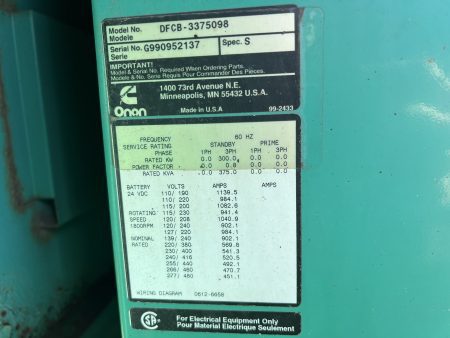 Model No. DFCB-3375098
Modele
Serial No. G990952137 Spec. S
Serie
IMPORTANT!
Model & Serial No. Required When Ordering Parts.
Modele & No. Serie Requis Pour Commander Des Pieces.
1400 73rd Avenue N.E.
Minneapolis, MN 55432 U.S.A.
Onan
Made in U.S.A. 99-2433
FREQUENCY 60 HZ
SERVICE RATING STANDBY PRIME
PHASE 1PH 3PH 1PH 3PH
RATED KW 0.0 300.0 0.0 0.0
POWER FACTOR 0.0 0.8 0.0 0.0
RATED KVA .0.0 375.0 0.0 0.0
BATTERY VOLTS AMPS AMPS
24 VDC 110/ 190 1139.5
110/ 220 984.1
115/ 200 1082.6
ROTATING 115/ 230 941.4
SPEED 120/ 208 1040.9
1800RPM 120/ 240 902.1
127/ 220 984.1
NOMINAL 139/ 240 902.1
RATED 220/ 380 569.8
230/ 400 541.3
240/ 416 520.5
255/ 440 492.1
266/ 460 470.7
277/ 480 451.1
WIRING DIAGRAM 0612-6658
For Electrical Equipment Only
Pour Material Electrique Seulement